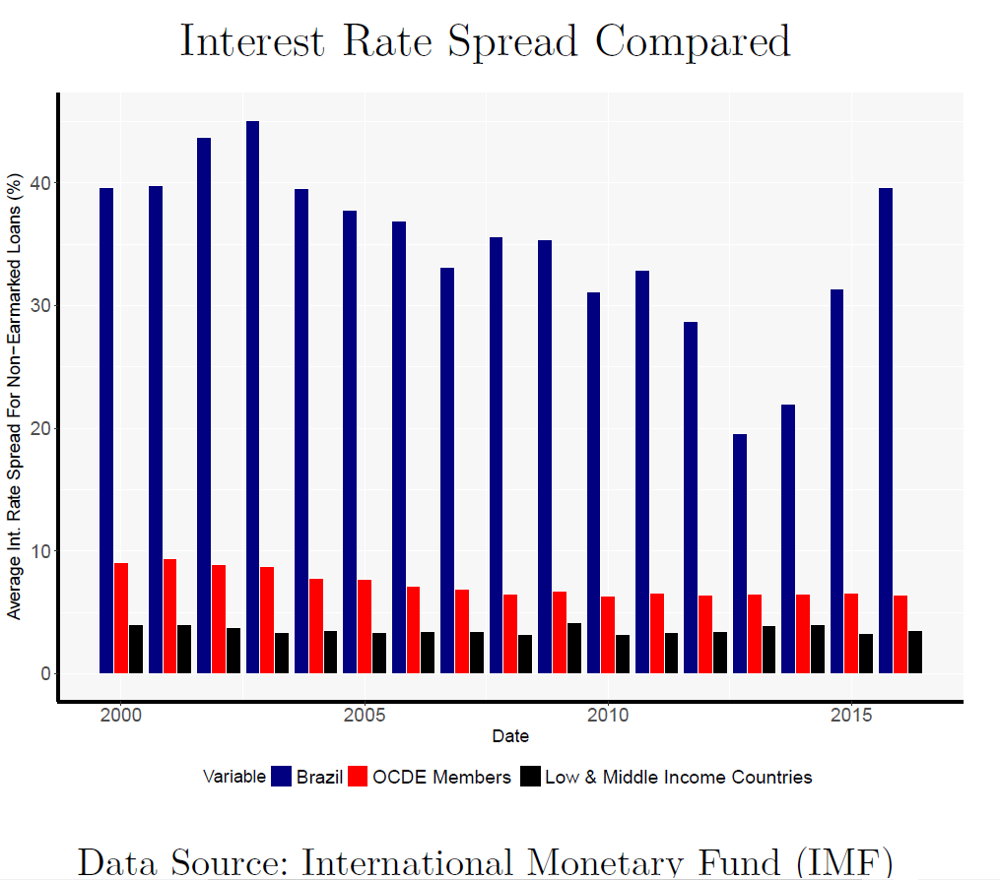 Interest Rate Spread Compared
Average Int. Rate Spread For Non−Earmarked Loans (%)
40
30
20
10
0
2000 2005 2010 2015
Date
Variable Brazil OCDE Members Low & Middle Income Countries
Data Source: International Monetary Fund (IMF)